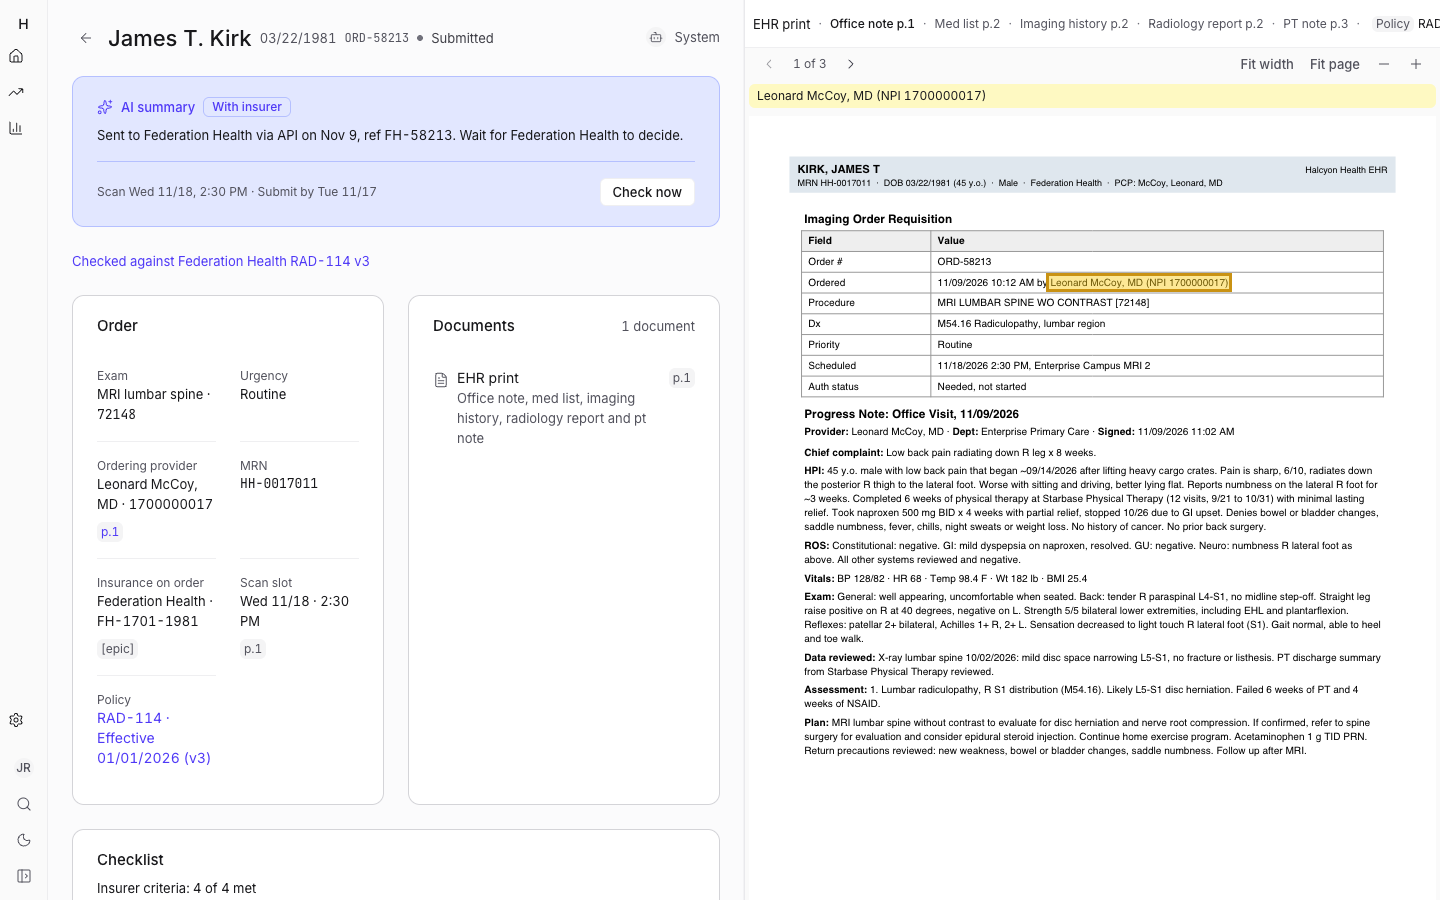 H
James T. Kirk 03/22/1981 ORD-58213 Submitted
System
AI summary With insurer
Sent to Federation Health via API on Nov 9, ref FH-58213. Wait for Federation Health to decide.
Scan Wed 11/18, 2:30 PM · Submit by Tue 11/17
Check now
Checked against Federation Health RAD-114 v3
Order
Exam
MRI lumbar spine ·
72148
Urgency
Routine
Ordering provider
Leonard McCoy,
MD · 1700000017
p.1
MRN
HH-0017011
Insurance on order
Federation Health ·
FH-1701-1981
[epic]
Scan slot
Wed 11/18 · 2:30
PM
p.1
Policy
RAD-114 ·
Effective
01/01/2026 (v3)
Documents 1 document
EHR print p.1
Office note, med list, imaging
history, radiology report and pt
note
Checklist
Insurer criteria: 4 of 4 met
JR
EHR print · Office note p.1 · Med list p.2 · Imaging history p.2 · Radiology report p.2 · PT note p.3 · Policy RAD
1 of 3
Fit width Fit page
Leonard McCoy, MD (NPI 1700000017)
KIRK, JAMES T
Halcyon Health EHR
MRN HH-0017011 · DOB 03/22/1981 (45 y.o.) · Male · Federation Health · PCP: McCoy, Leonard, MD
Imaging Order Requisition
Field Value
Order # ORD-58213
Ordered 11/09/2026 10:12 AM by Leonard McCoy, MD (NPI 1700000017)
Procedure MRI LUMBAR SPINE WO CONTRAST [72148]
Dx M54.16 Radiculopathy, lumbar region
Priority Routine
Scheduled 11/18/2026 2:30 PM, Enterprise Campus MRI 2
Auth status Needed, not started
Progress Note: Office Visit, 11/09/2026
Provider: Leonard McCoy, MD · Dept: Enterprise Primary Care · Signed: 11/09/2026 11:02 AM
Chief complaint: Low back pain radiating down R leg x 8 weeks.
HPI: 45 y.o. male with low back pain that began ~09/14/2026 after lifting heavy cargo crates. Pain is sharp, 6/10, radiates down
the posterior R thigh to the lateral foot. Worse with sitting and driving, better lying flat. Reports numbness on the lateral R foot for
~3 weeks. Completed 6 weeks of physical therapy at Starbase Physical Therapy (12 visits, 9/21 to 10/31) with minimal lasting
relief. Took naproxen 500 mg BID x 4 weeks with partial relief, stopped 10/26 due to GI upset. Denies bowel or bladder changes,
saddle numbness, fever, chills, night sweats or weight loss. No history of cancer. No prior back surgery.
ROS: Constitutional: negative. GI: mild dyspepsia on naproxen, resolved. GU: negative. Neuro: numbness R lateral foot as
above. All other systems reviewed and negative.
Vitals: BP 128/82 · HR 68 · Temp 98.4 F · Wt 182 lb · BMI 25.4
Exam: General: well appearing, uncomfortable when seated. Back: tender R paraspinal L4-S1, no midline step-off. Straight leg
raise positive on R at 40 degrees, negative on L. Strength 5/5 bilateral lower extremities, including EHL and plantarflexion.
Reflexes: patellar 2+ bilateral, Achilles 1+ R, 2+ L. Sensation decreased to light touch R lateral foot (S1). Gait normal, able to heel
and toe walk.
Data reviewed: X-ray lumbar spine 10/02/2026: mild disc space narrowing L5-S1, no fracture or listhesis. PT discharge summary
from Starbase Physical Therapy reviewed.
Assessment: 1. Lumbar radiculopathy, R S1 distribution (M54.16). Likely L5-S1 disc herniation. Failed 6 weeks of PT and 4
weeks of NSAID.
Plan: MRI lumbar spine without contrast to evaluate for disc herniation and nerve root compression. If confirmed, refer to spine
surgery for evaluation and consider epidural steroid injection. Continue home exercise program. Acetaminophen 1 g TID PRN.
Return precautions reviewed: new weakness, bowel or bladder changes, saddle numbness. Follow up after MRI.